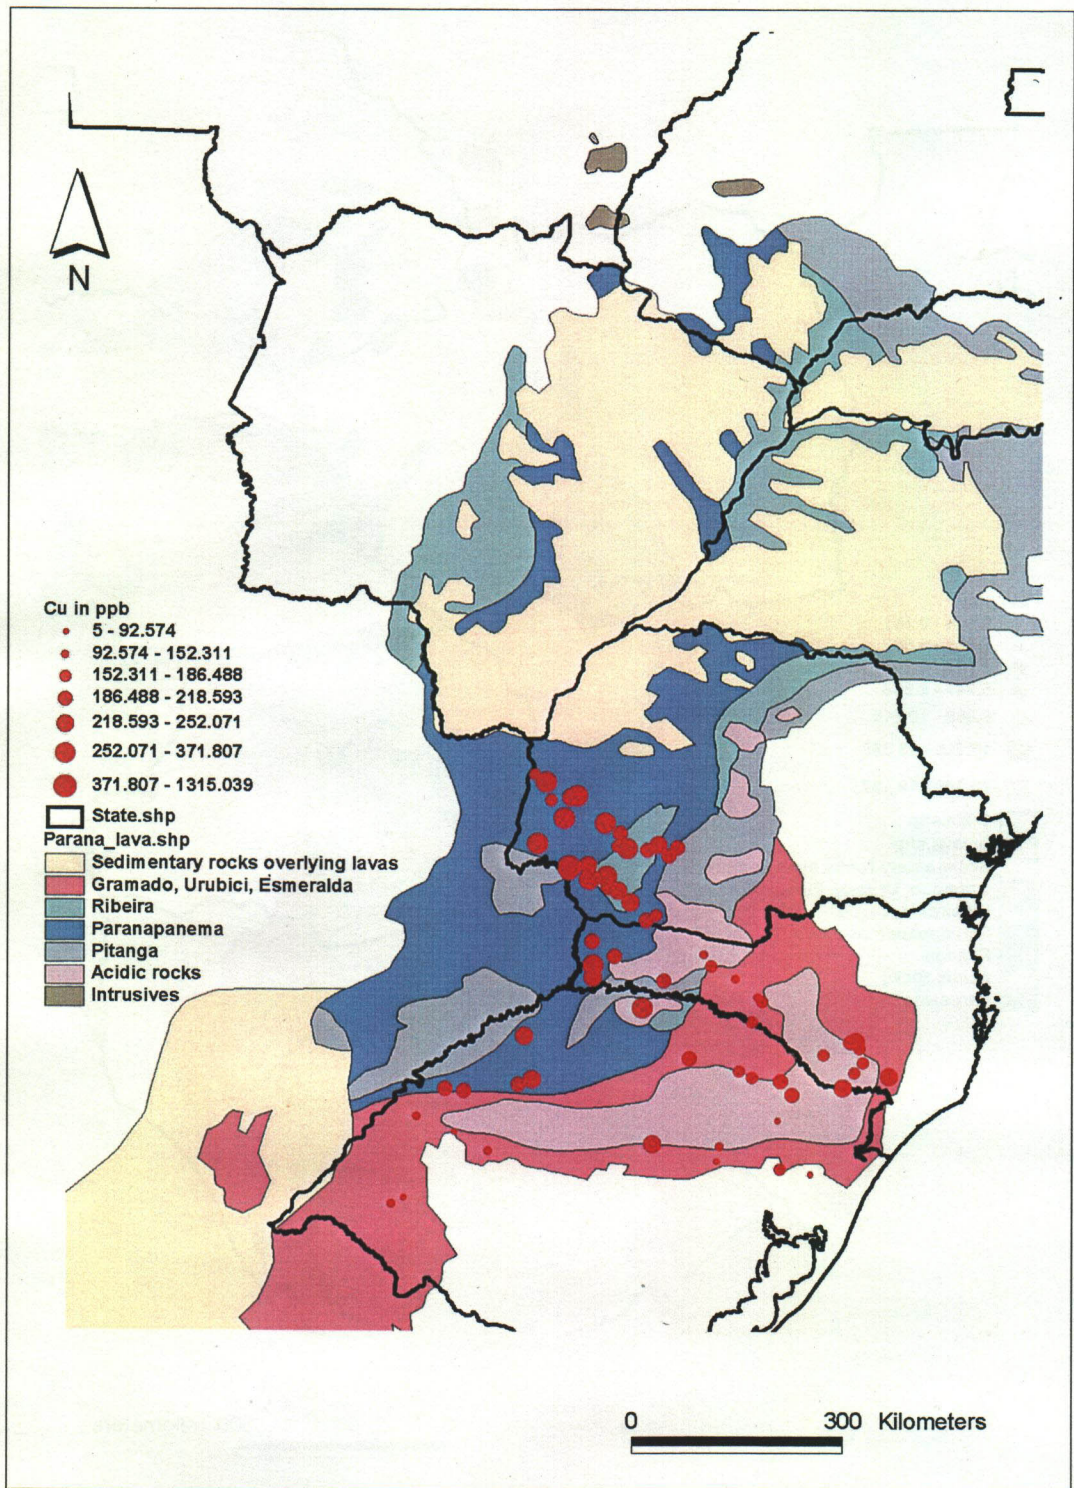 N
Cu in ppb
5 - 92.574
92.574 - 152.311
152.311 - 186.488
186.488 - 218.593
218.593 - 252.071
252.071 - 371.807
371.807 - 1315.039
State.shp
Parana_lava.shp
Sedimentary rocks overlying lavas
Gramado, Urubici, Esmeralda
Ribeira
Paranapanema
Pitanga
Acidic rocks
Intrusives
0 300 Kilometers